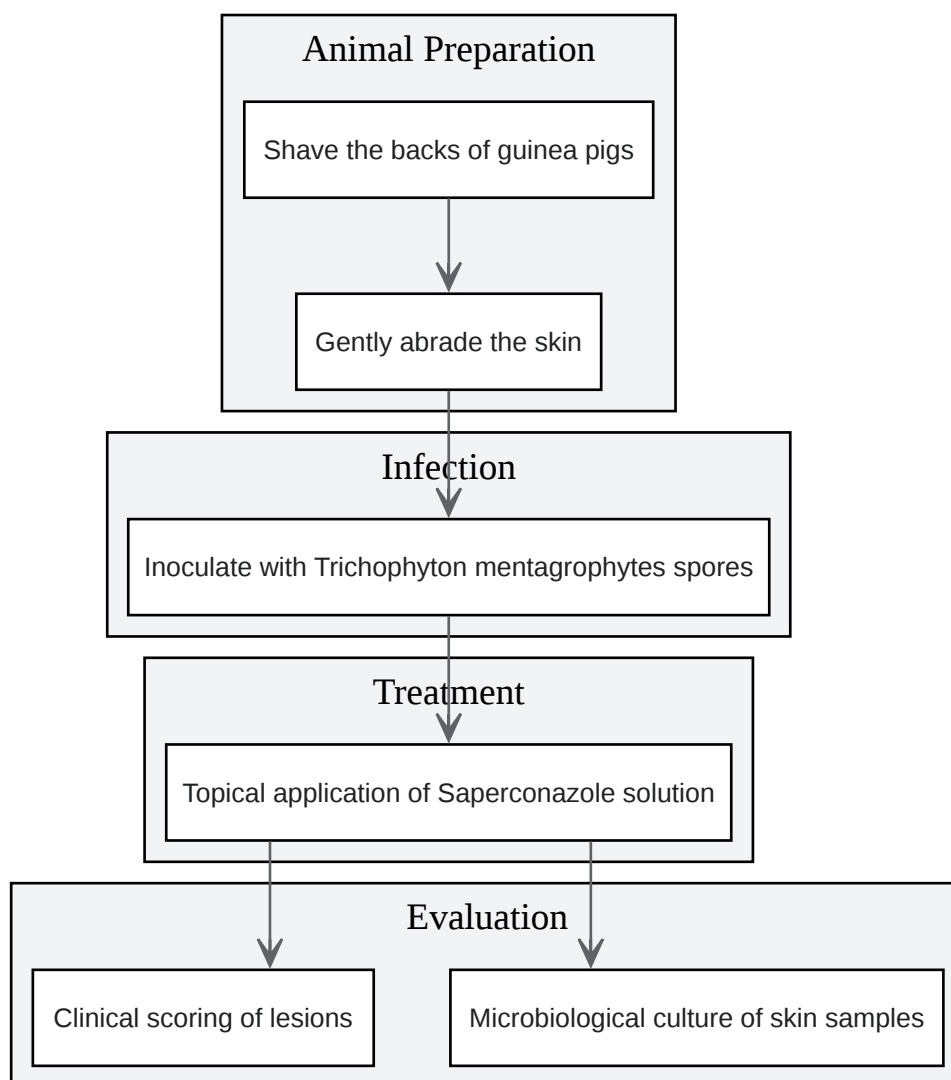 Animal Preparation
Shave the backs of guinea pigs
Gently abrade the skin
Infection
Inoculate with Trichophyton mentagrophytes spores
Treatment
Topical application of Saperconazole solution
Evaluation
Clinical scoring of lesions
Microbiological culture of skin samples